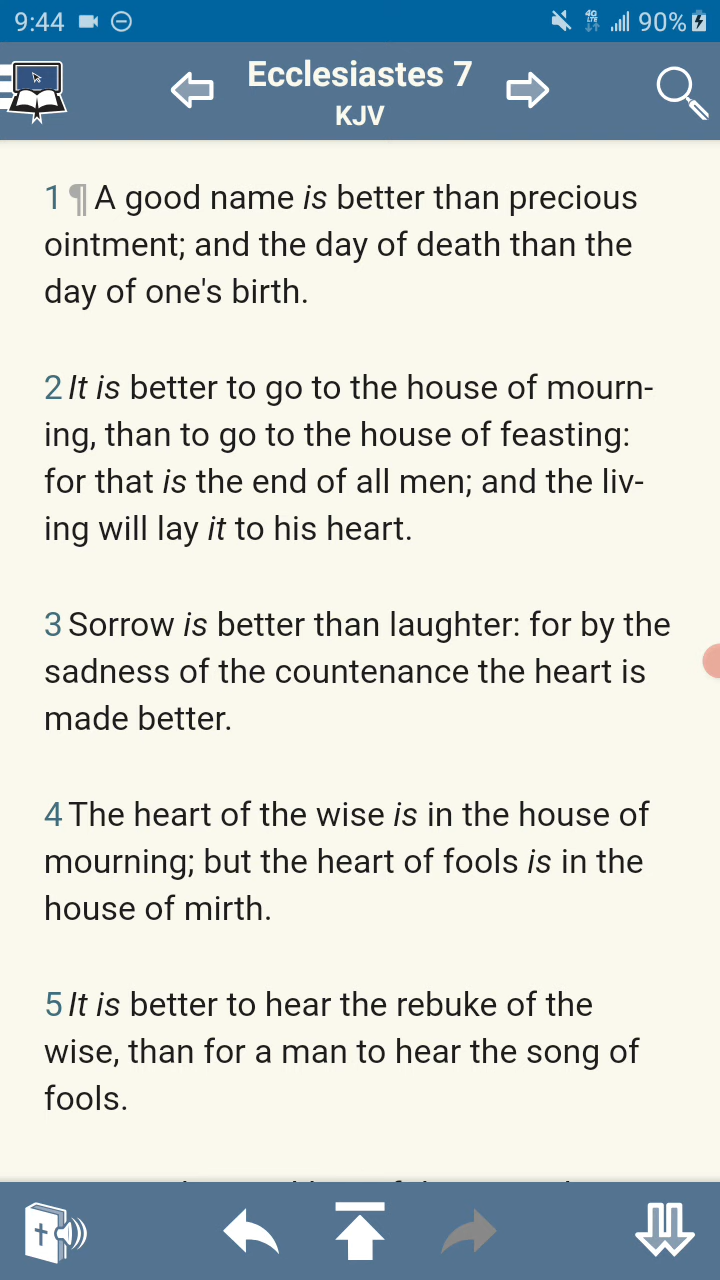 9:44
4G LTE
90%
Ecclesiastes 7
KJV
1 ¶ A good name is better than precious
ointment; and the day of death than the
day of one's birth.
2 It is better to go to the house of mourn-
ing, than to go to the house of feasting:
for that is the end of all men; and the liv-
ing will lay it to his heart.
3 Sorrow is better than laughter: for by the
sadness of the countenance the heart is
made better.
4 The heart of the wise is in the house of
mourning; but the heart of fools is in the
house of mirth.
5 It is better to hear the rebuke of the
wise, than for a man to hear the song of
fools.